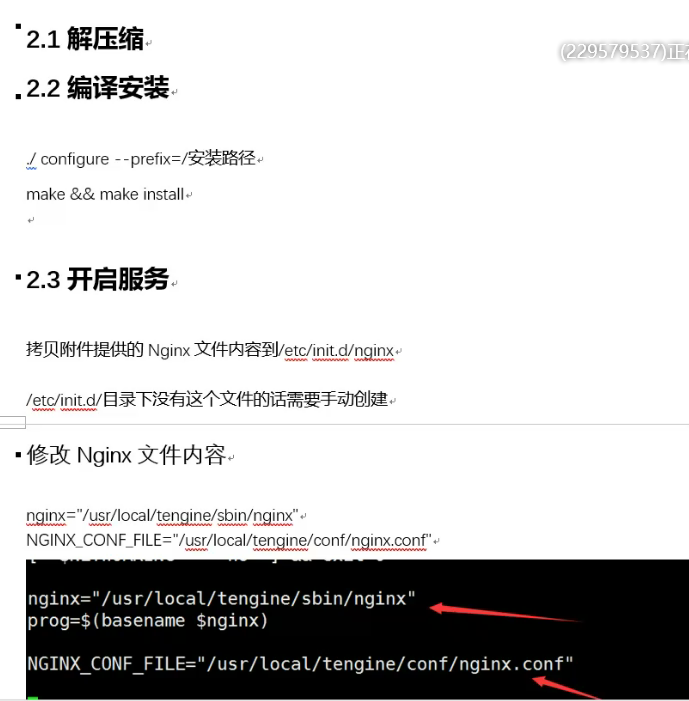 2.1 解压缩
(229579537)正
2.2 编译安装
./ configure --prefix=/安装路径
make && make install
2.3 开启服务
拷贝附件提供的 Nginx 文件内容到/etc/init.d/nginx
/etc/init.d/目录下没有这个文件的话需要手动创建
修改 Nginx 文件内容
nginx="/usr/local/tengine/sbin/nginx"
NGINX_CONF_FILE="/usr/local/tengine/conf/nginx.conf"
nginx="/usr/local/tengine/sbin/nginx"
prog=$(basename $nginx)
NGINX_CONF_FILE="/usr/local/tengine/conf/nginx.conf"